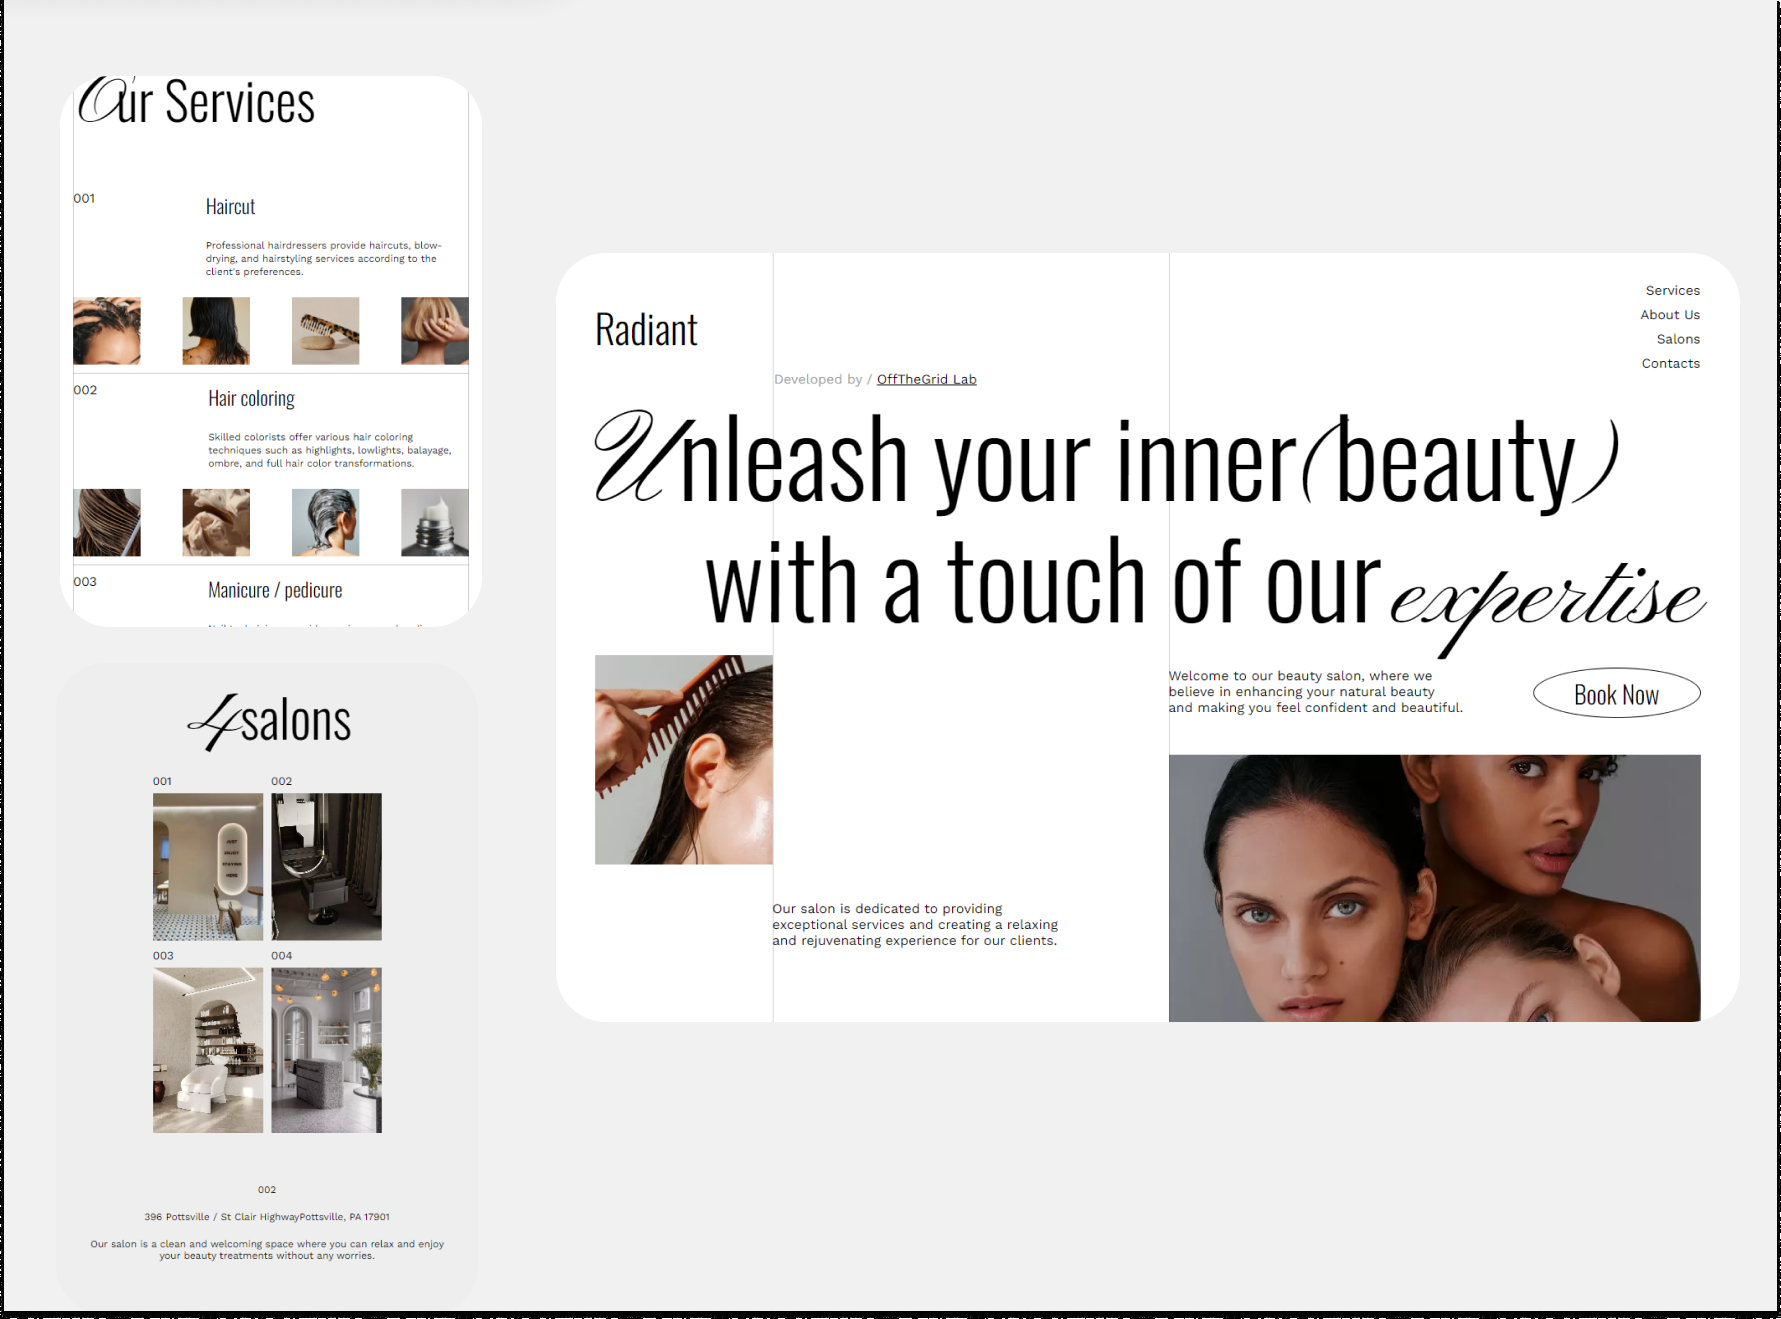 Our Services
001
Haircut
Professional hairdressers provide haircuts, blow-
drying, and hairstyling services according to the
client's preferences.
002
Hair coloring
Skilled colorists offer various hair coloring
techniques such as highlights, lowlights, balayage,
ombre, and full hair color transformations.
003
Manicure / pedicure
4salons
001
002
JUST
ENJOY
STAYING
HERE
003
004
002
396 Pottsville / St Clair HighwayPottsville, PA 17901
Our salon is a clean and welcoming space where you can relax and enjoy
your beauty treatments without any worries.
Radiant
Services
About Us
Salons
Contacts
Developed by / OffTheGrid Lab
Unleash your inner(beauty)
with a touch of our expertise
Welcome to our beauty salon, where we
believe in enhancing your natural beauty
and making you feel confident and beautiful.
Book Now
Our salon is dedicated to providing
exceptional services and creating a relaxing
and rejuvenating experience for our clients.